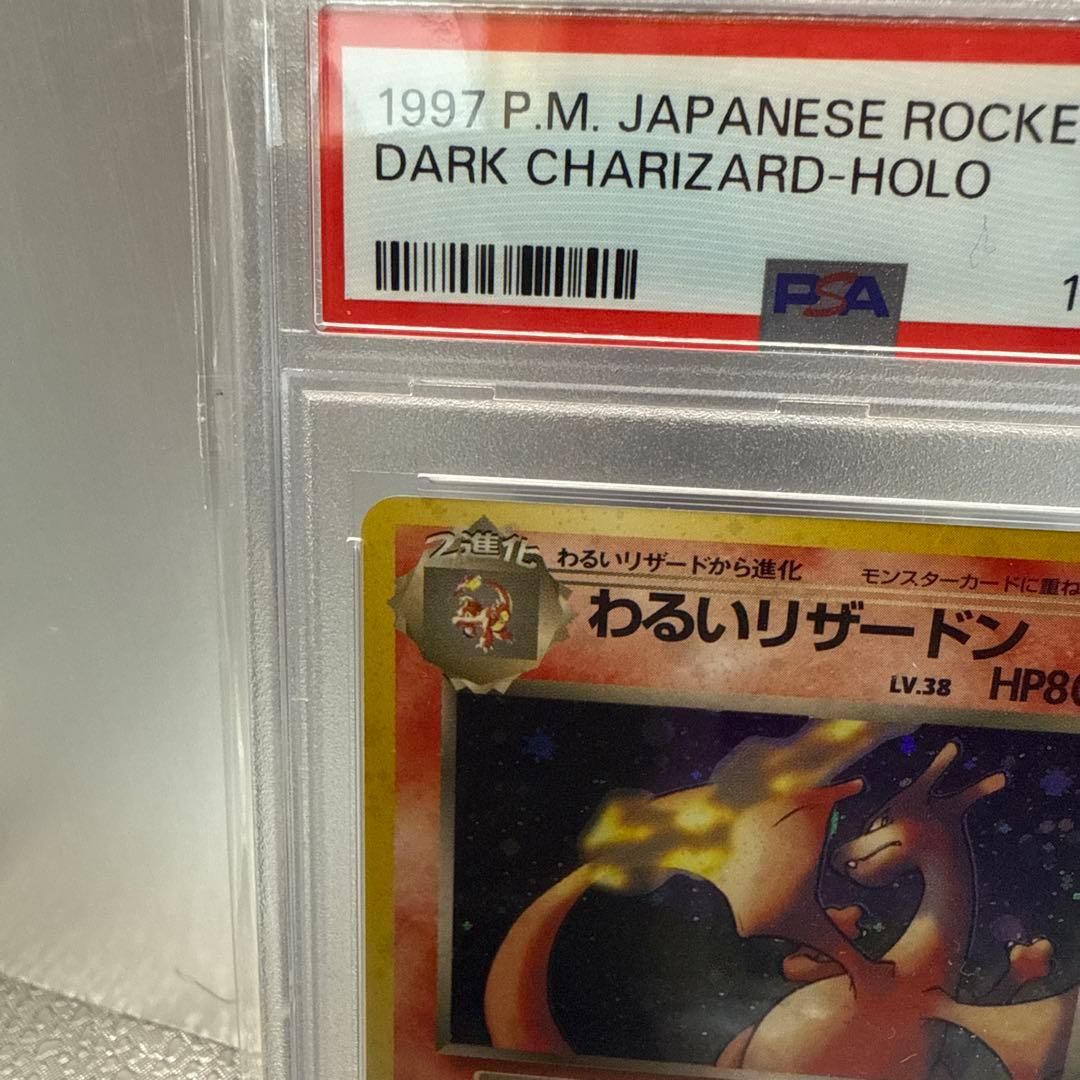 1997 P.M. JAPANESE ROCKE
DARK CHARIZARD-HOLO
PSA
1
2進化
わるいリザードから進化
モンスターカードに重ね
わるいリザードン
LV.38
HP80